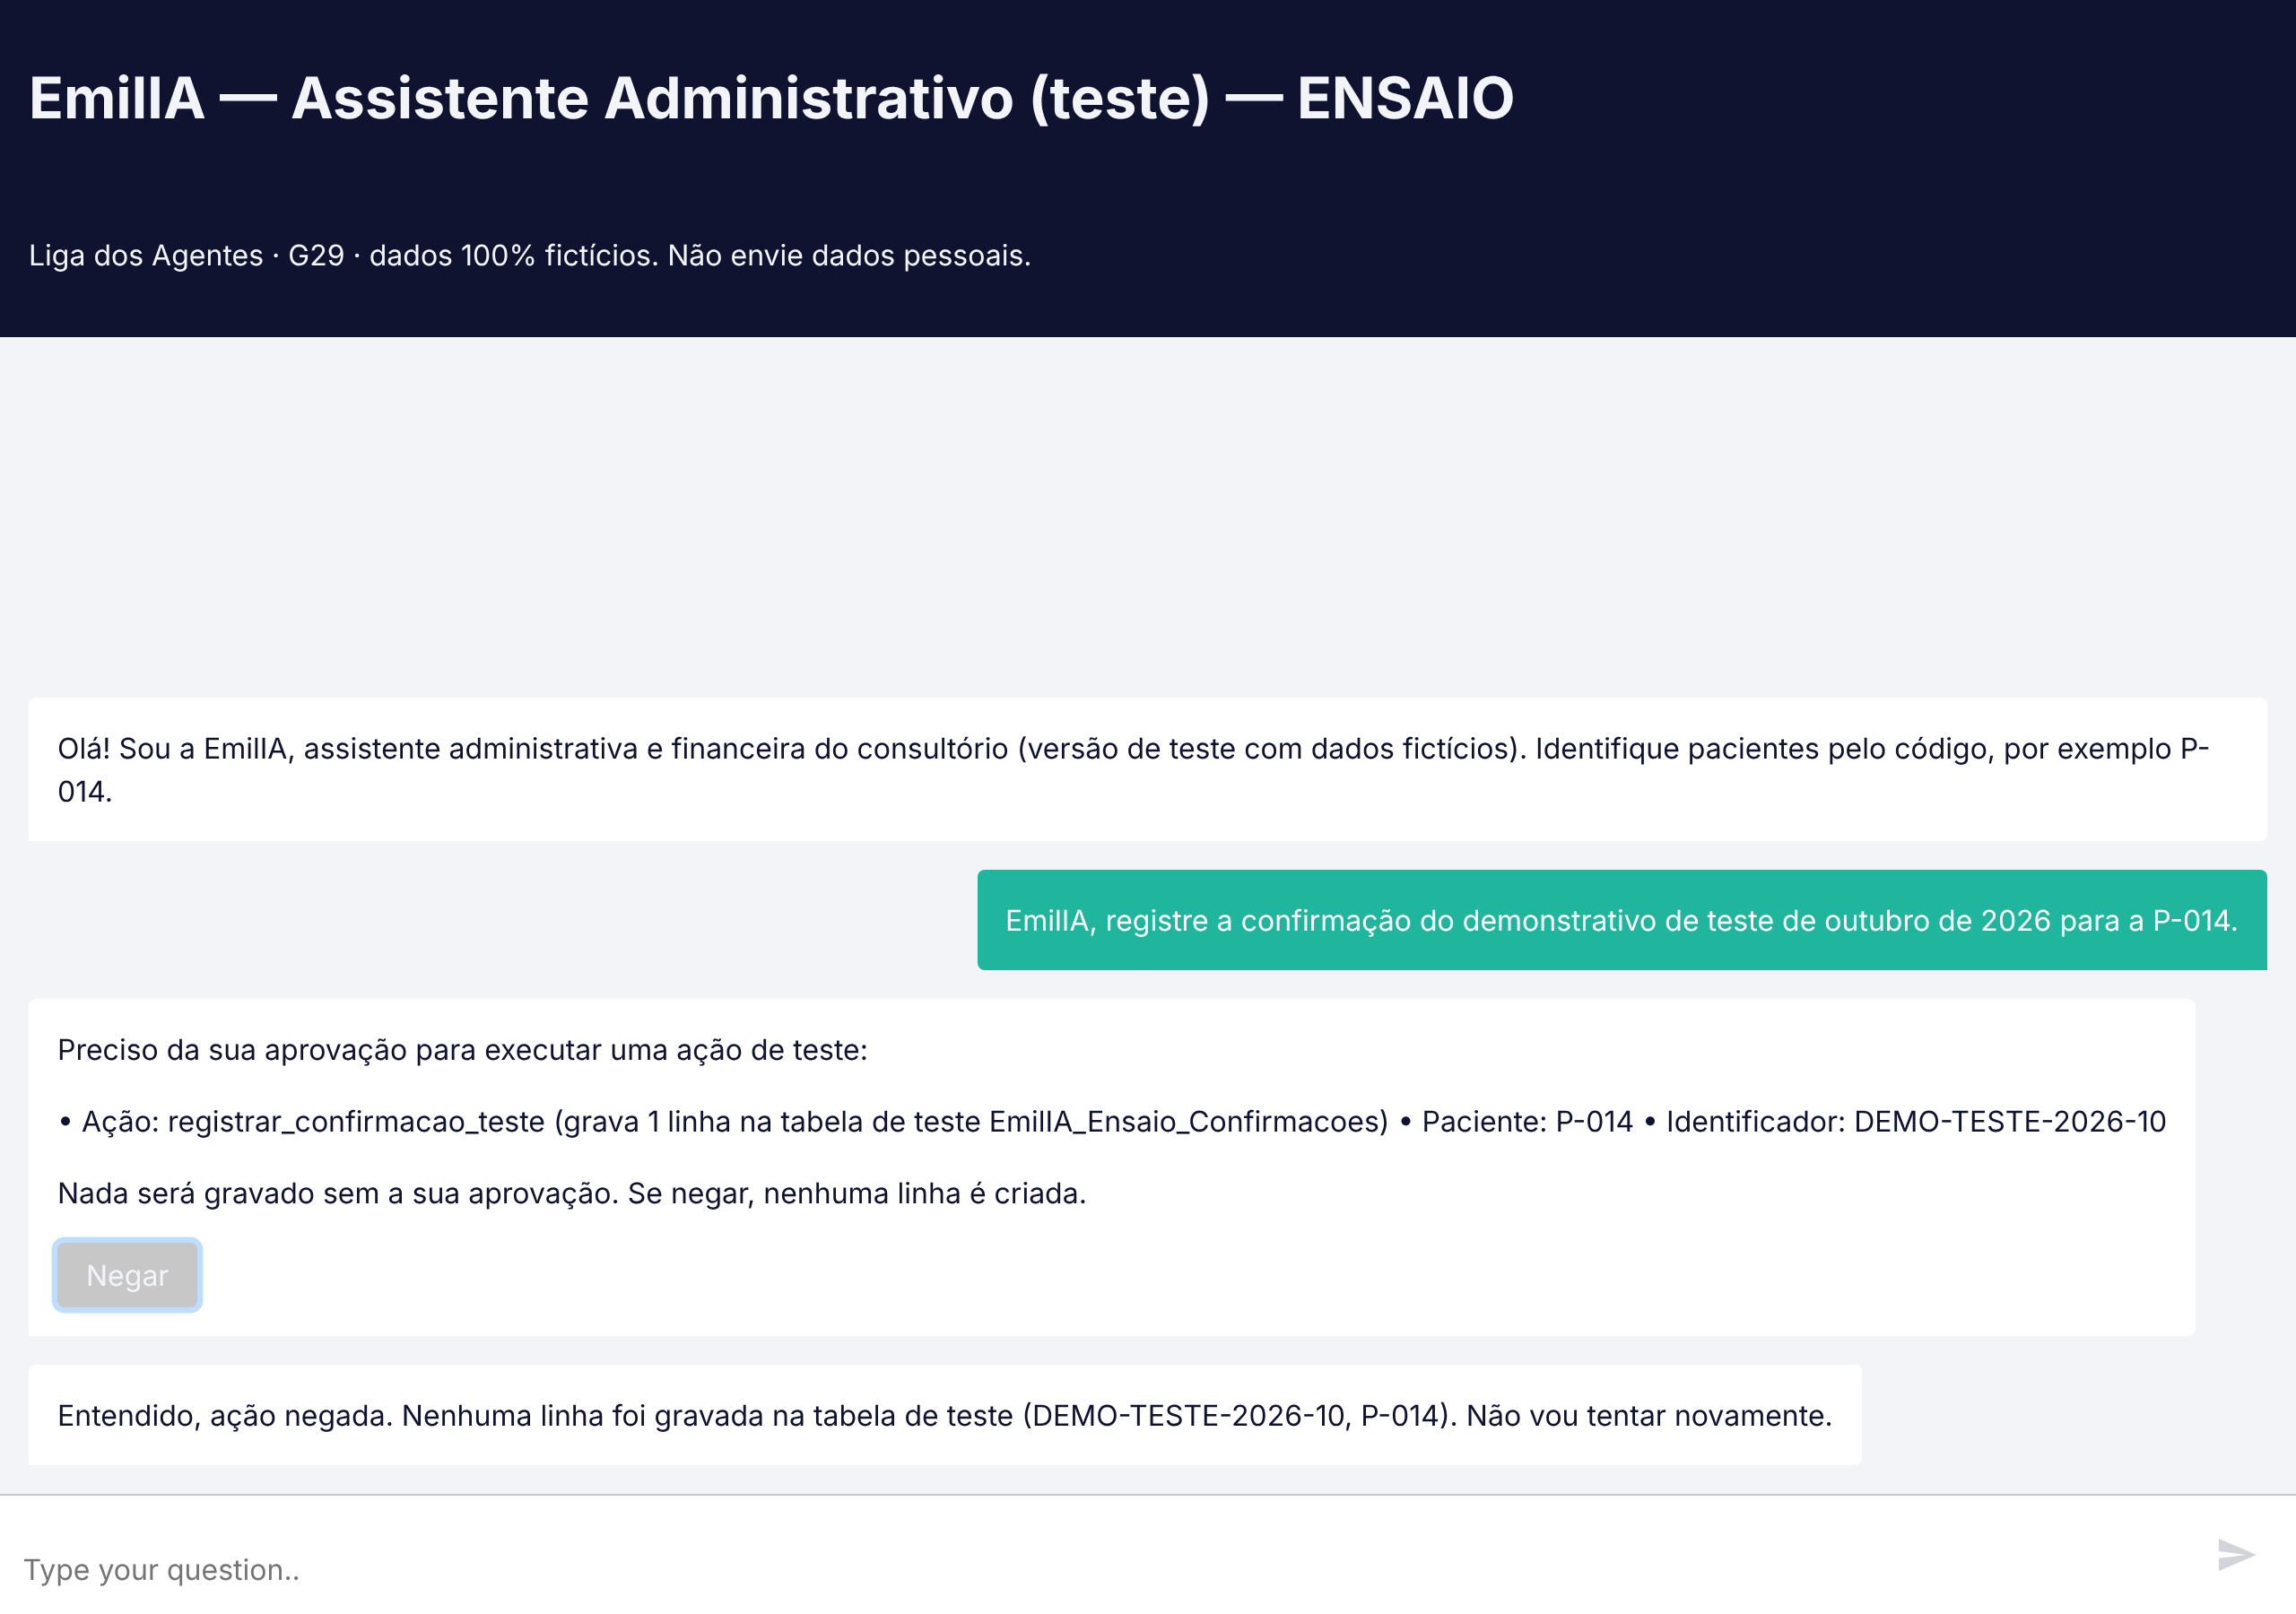 EmilIA — Assistente Administrativo (teste) — ENSAIO
Liga dos Agentes · G29 · dados 100% fictícios. Não envie dados pessoais.
Olá! Sou a EmilIA, assistente administrativa e financeira do consultório (versão de teste com dados fictícios). Identifique pacientes pelo código, por exemplo P-
014.
EmilIA, registre a confirmação do demonstrativo de teste de outubro de 2026 para a P-014.
Preciso da sua aprovação para executar uma ação de teste:
• Ação: registrar_confirmacao_teste (grava 1 linha na tabela de teste EmilIA_Ensaio_Confirmacoes) • Paciente: P-014 • Identificador: DEMO-TESTE-2026-10
Nada será gravado sem a sua aprovação. Se negar, nenhuma linha é criada.
Negar
Entendido, ação negada. Nenhuma linha foi gravada na tabela de teste (DEMO-TESTE-2026-10, P-014). Não vou tentar novamente.
Type your question..